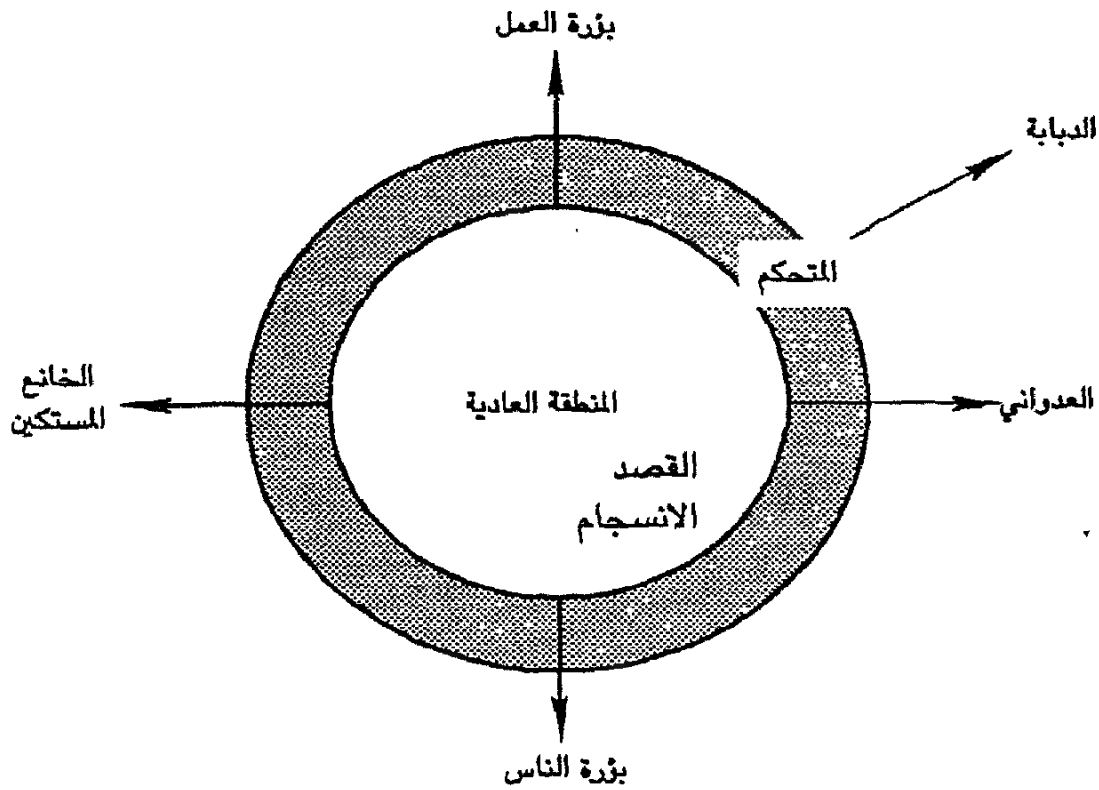 بؤرة العمل
الدبابة
المتحكم
الخانع
المستكين
المنطقة العادية
العدواني
القصد
الانسجام
بؤرة الناس